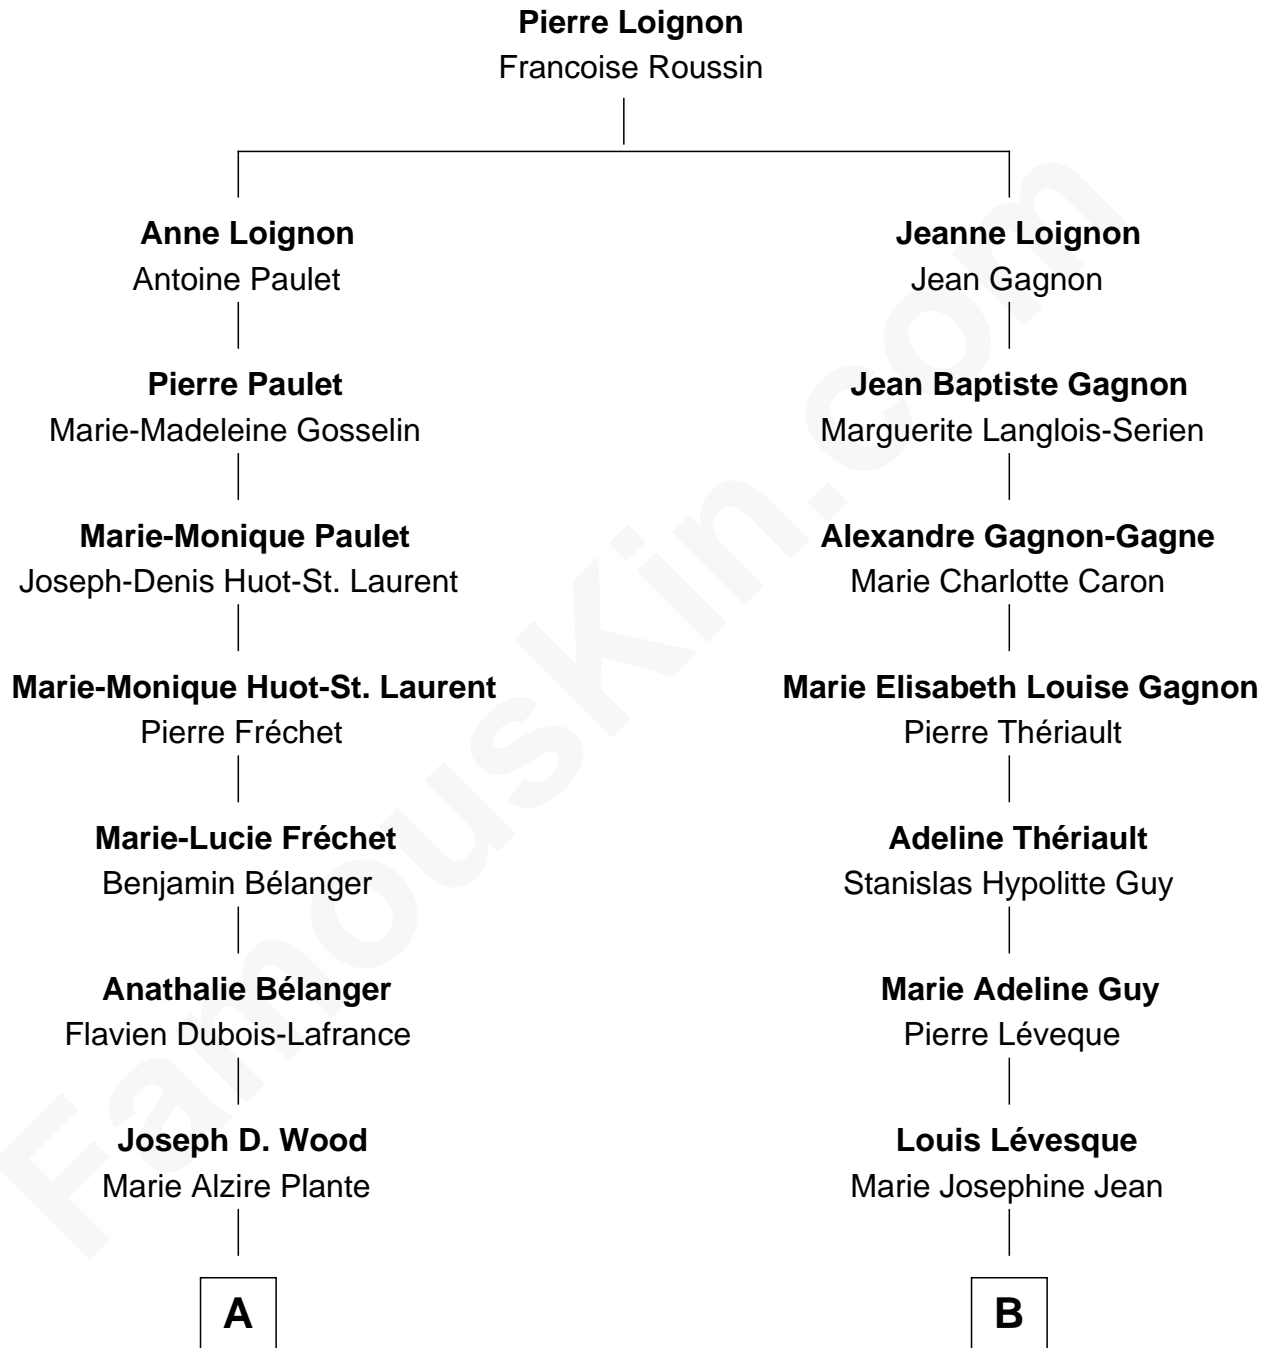 Pierre Loignon
Francoise Roussin
Anne Loignon
Antoine Paulet
Pierre Paulet
Marie-Madeleine Gosselin
Marie-Monique Paulet
Joseph-Denis Huot-St. Laurent
Marie-Monique Huot-St. Laurent
Pierre Fréchet
Marie-Lucie Fréchet
Benjamin Bélanger
Anathalie Bélanger
Flavien Dubois-Lafrance
Joseph D. Wood
Marie Alzire Plante
A
Jeanne Loignon
Jean Gagnon
Jean Baptiste Gagnon
Marguerite Langlois-Serien
Alexandre Gagnon-Gagne
Marie Charlotte Caron
Marie Elisabeth Louise Gagnon
Pierre Thériault
Adeline Thériault
Stanislas Hypolitte Guy
Marie Adeline Guy
Pierre Léveque
Louis Lévesque
Marie Josephine Jean
B
FamousKin.com